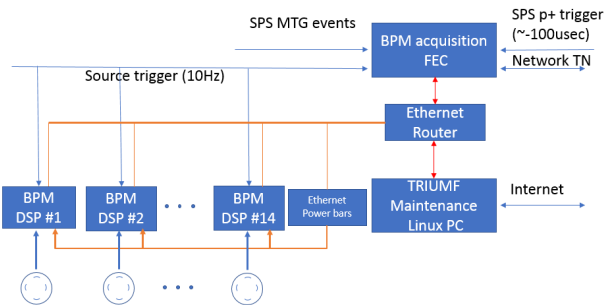 SPS MTG events
BPM acquisition
FEC
SPS p+ trigger
(~-100usec)
Network TN
Source trigger (10Hz)
Ethernet
Router
BPM
DSP #1
BPM
DSP #2
BPM
DSP #14
Ethernet
Power bars
TRIUMF
Maintenance
Linux PC
Internet